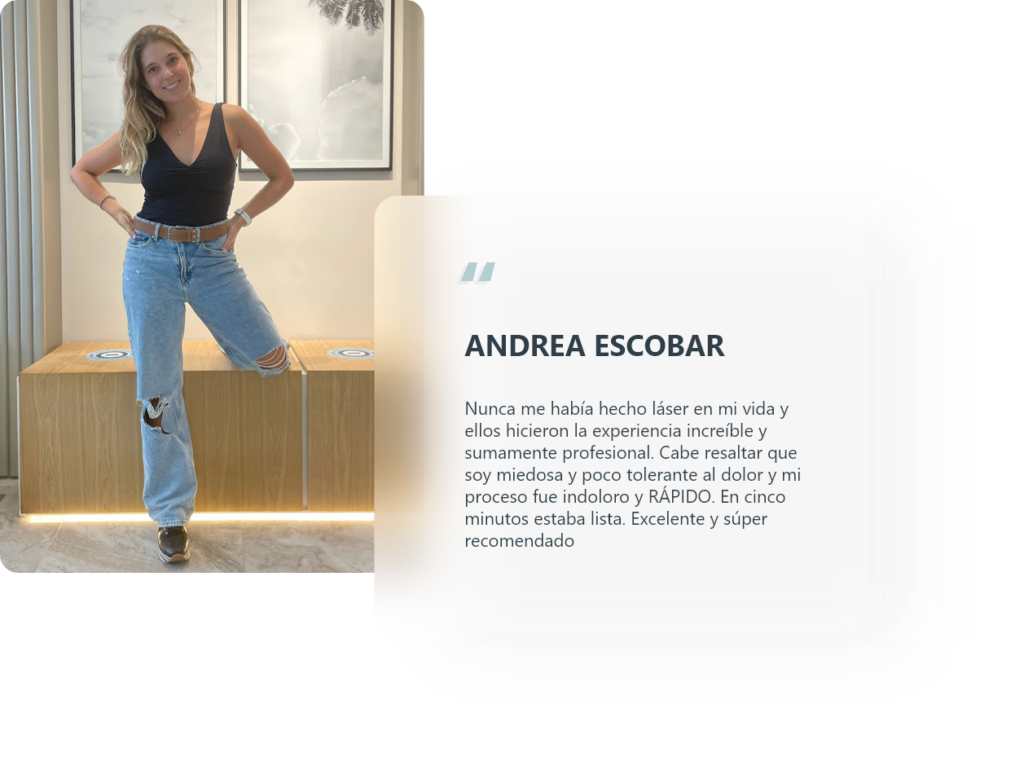 ANDREA ESCOBAR
Nunca me había hecho láser en mi vida y
ellos hicieron la experiencia increíble y
sumamente profesional. Cabe resaltar que
soy miedosa y poco tolerante al dolor y mi
proceso fue indoloro y RÁPIDO. En cinco
minutos estaba lista. Excelente y súper
recomendado